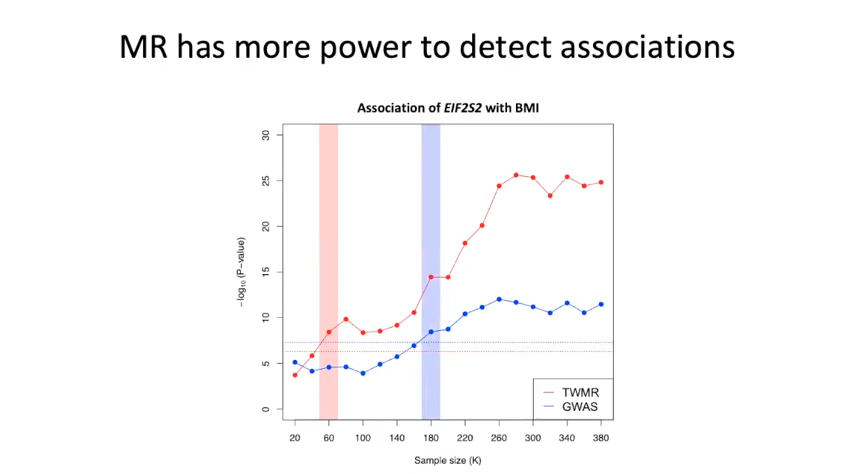 MR has more power to detect associations
Association of EIF2S2 with BMI
30
25
20
15
10
5
0
−log10 (P−value)
20 60 100 140 180 220 260 300 340 380
Sample size (K)
TWMR
GWAS